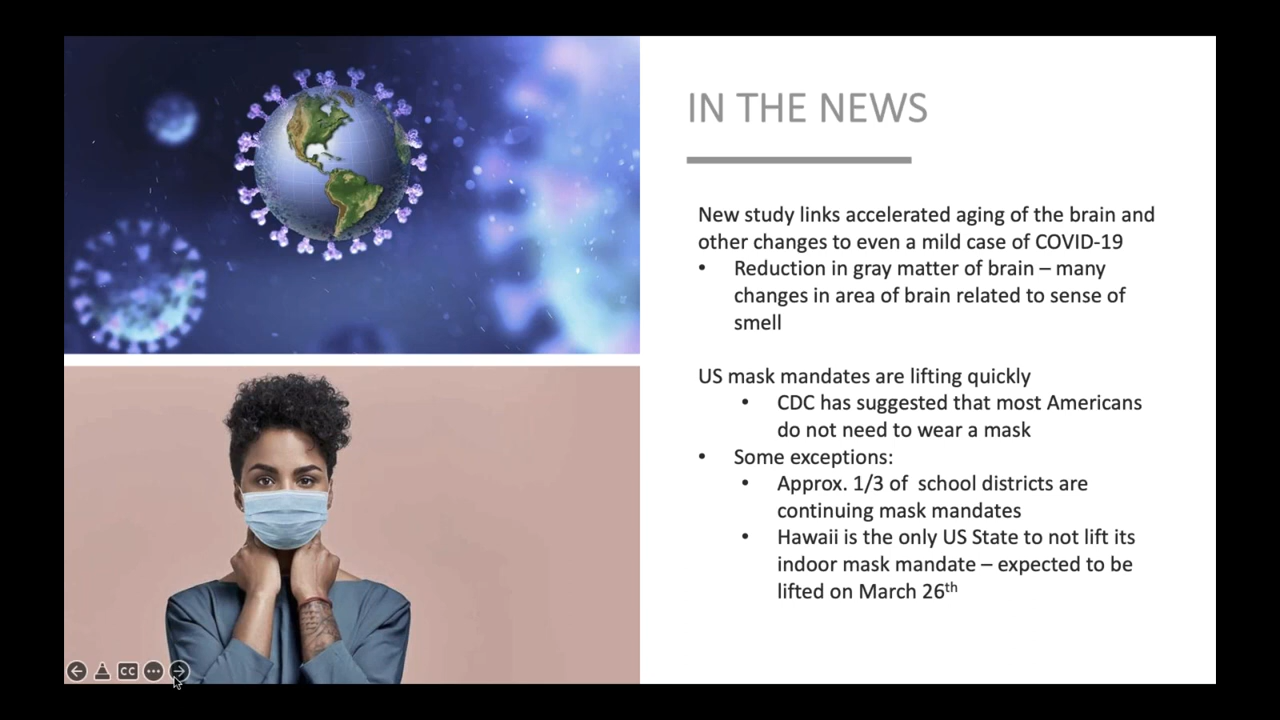 IN THE NEWS
New study links accelerated aging of the brain and
other changes to even a mild case of COVID-19
• Reduction in gray matter of brain – many
changes in area of brain related to sense of
smell
US mask mandates are lifting quickly
• CDC has suggested that most Americans
do not need to wear a mask
• Some exceptions:
• Approx. 1/3 of  school districts are
continuing mask mandates
• Hawaii is the only US State to not lift its
indoor mask mandate – expected to be
lifted on March 26th
CC